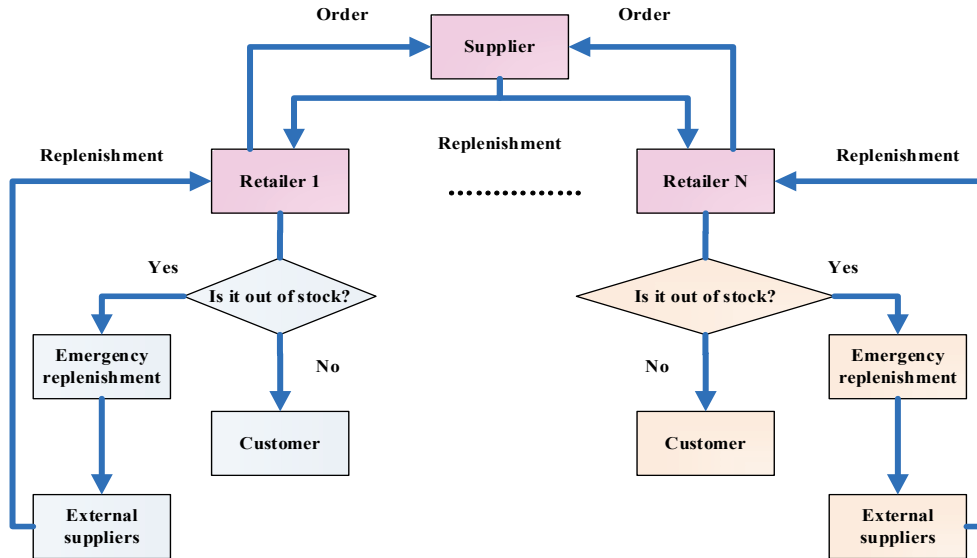 Order
Order
Supplier
Replenishment
Replenishment
Replenishment
Retailer 1
Retailer N
Yes
Is it out of stock?
Is it out of stock?
Yes
Emergency
replenishment
No
No
Emergency
replenishment
Customer
Customer
External
suppliers
External
suppliers